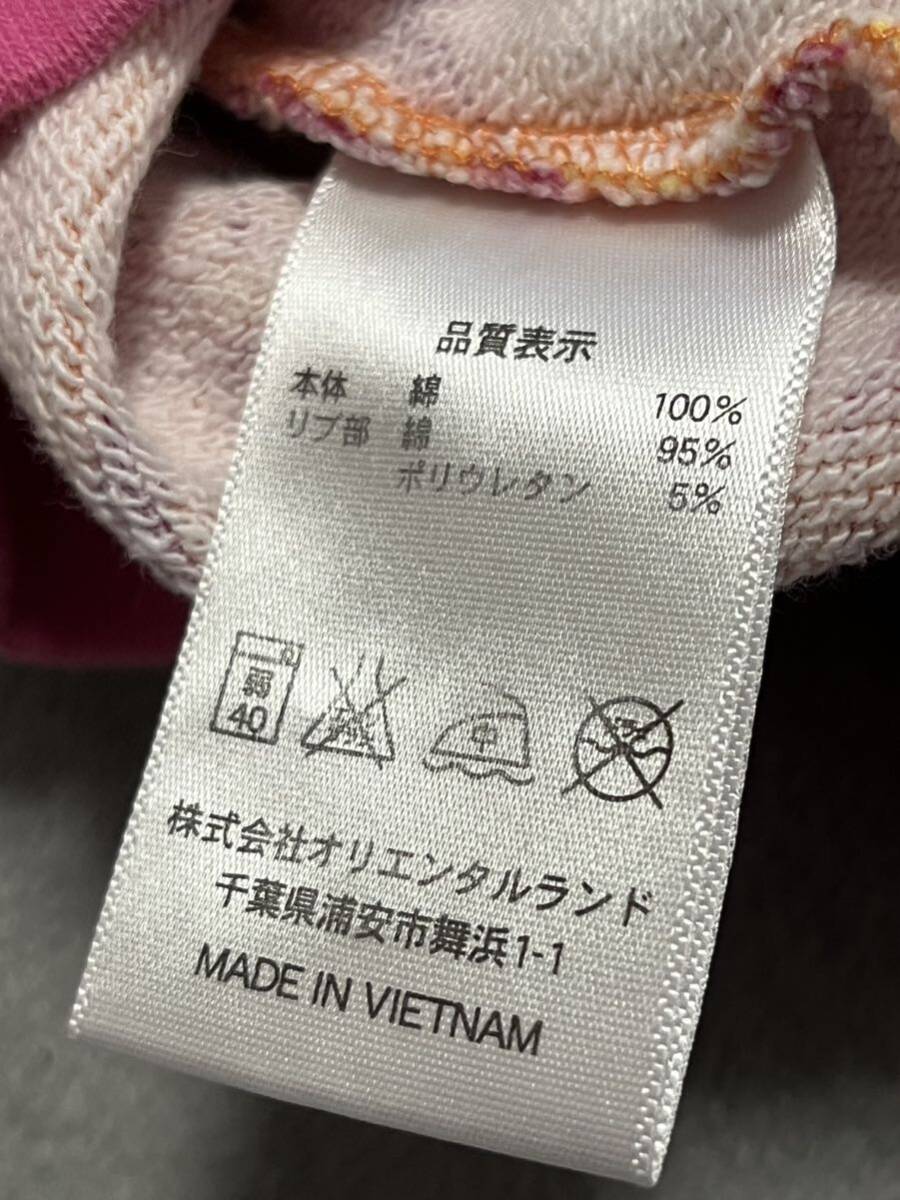 品質表示
本体 綿 100%
リブ部 綿 95%
ポリウレタン 5%
弱 40
中
株式会社オリエンタルランド
千葉県浦安市舞浜1-1
MADE IN VIETNAM